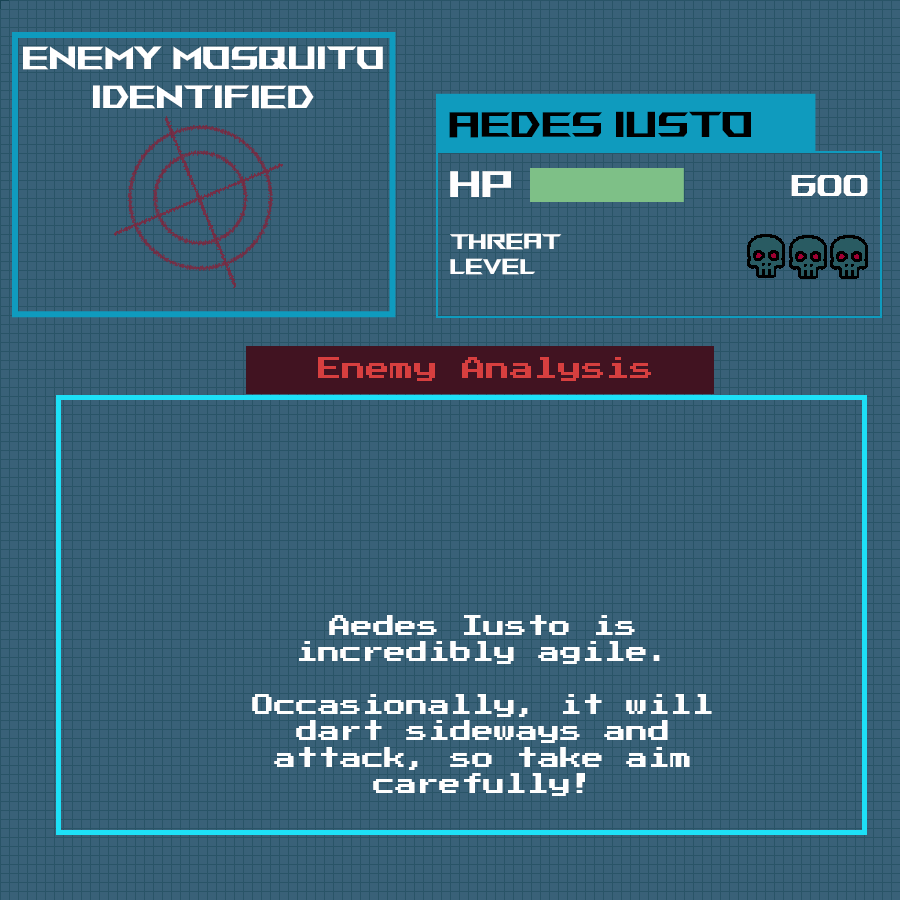 ENEMY MOSQUITO
IDENTIFIED
AEDES IUSTO
HP 600
THREAT
LEVEL
Enemy Analysis
Aedes Iusto is
incredibly agile.
Occasionally, it will
dart sideways and
attack, so take aim
carefully!